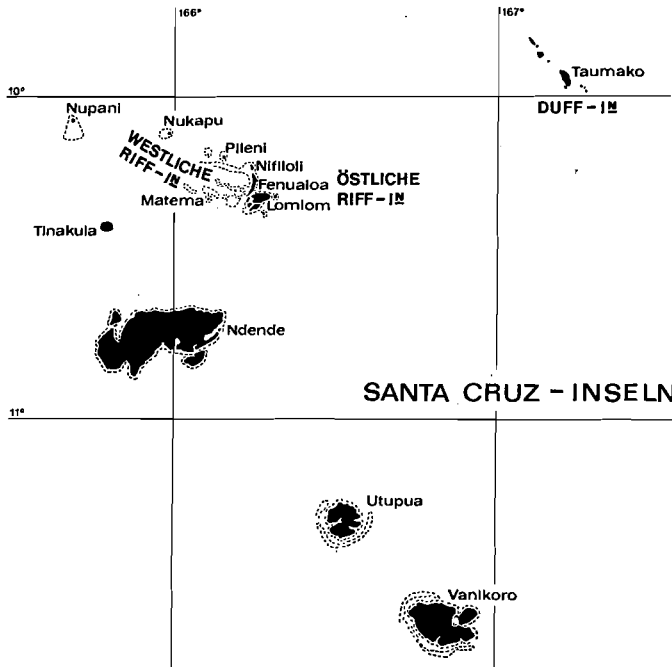 166°
167°
Taumako
10°
DUFF-IN
Nupani
Nukapu
Pileni
WESTLICHE
RIFF-IN
Nifiloli
Fenualoa
ÖSTLICHE
RIFF-IN
Matema
Lomlom
Tinakula
Ndende
SANTA CRUZ-INSELN
11°
Utupua
Vanikoro